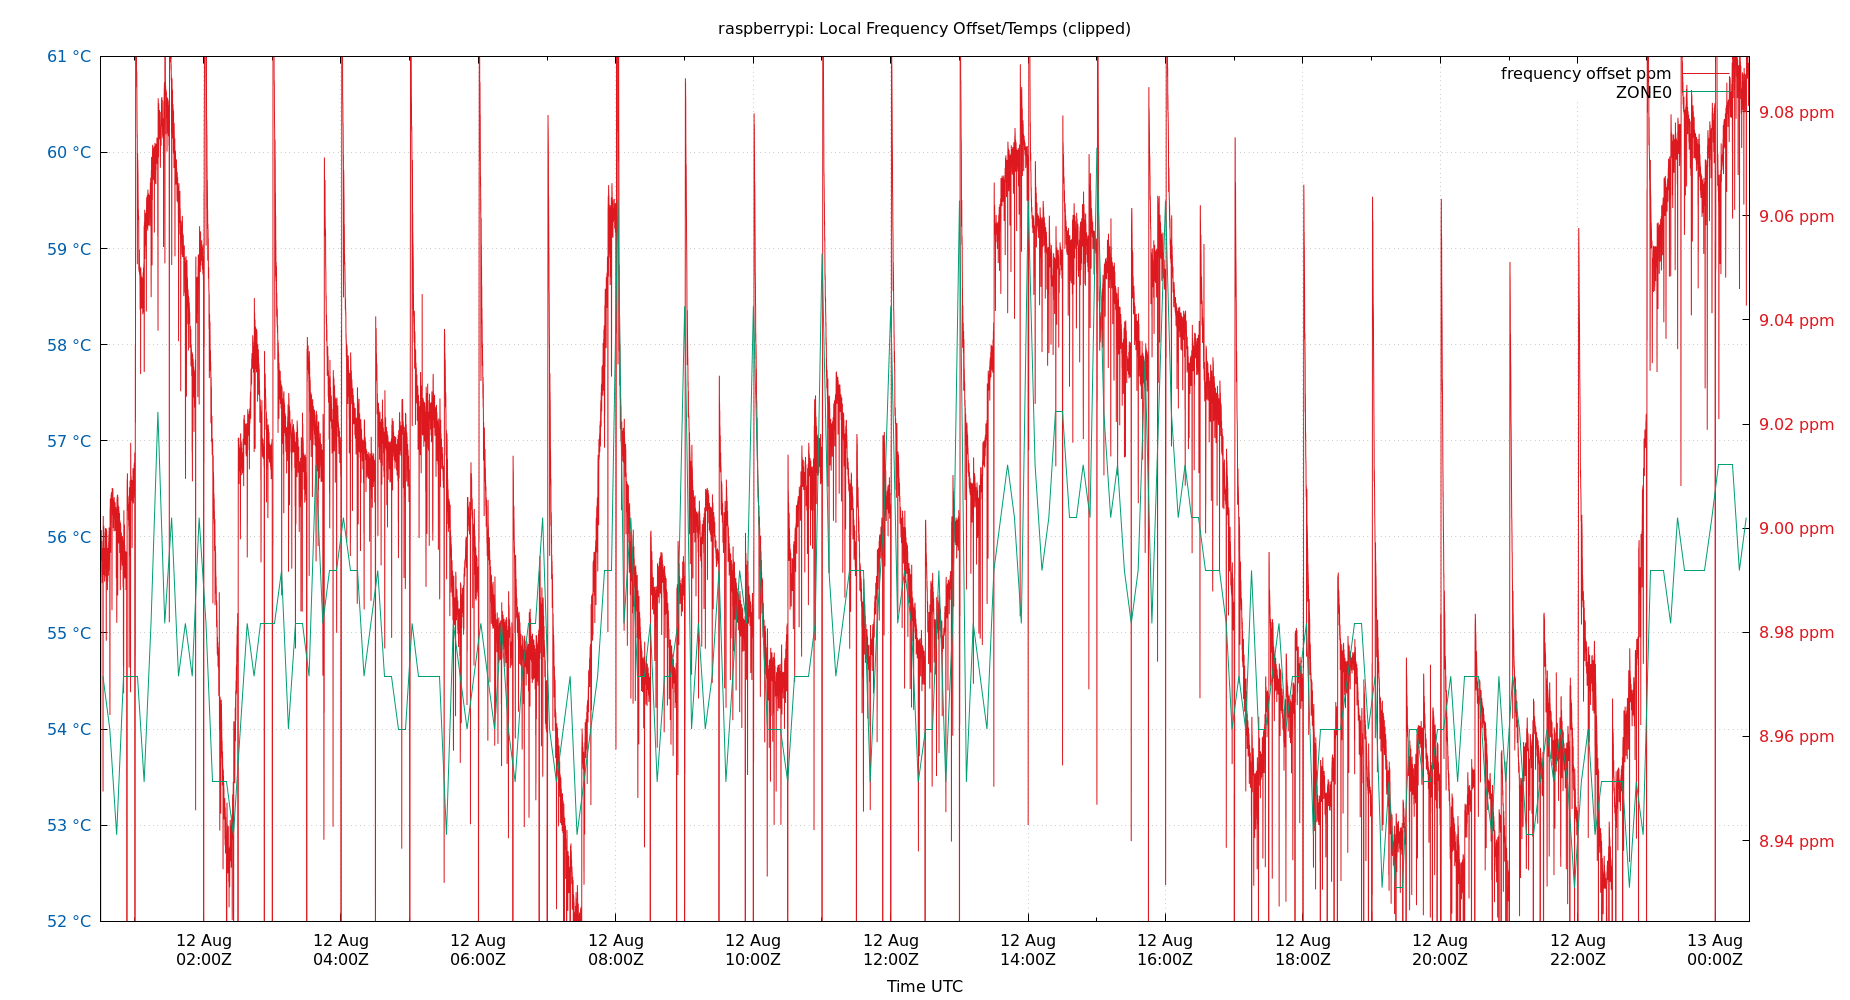 raspberrypi: Local Frequency Offset/Temps (clipped)
61 °C
60 °C
59 °C
58 °C
57 °C
56 °C
55 °C
54 °C
53 °C
52 °C
frequency offset ppm
ZONE0
9.08 ppm
9.06 ppm
9.04 ppm
9.02 ppm
9.00 ppm
8.98 ppm
8.96 ppm
8.94 ppm
12 Aug 12 Aug 12 Aug 12 Aug 12 Aug 12 Aug 12 Aug 12 Aug 12 Aug 12 Aug 12 Aug 13 Aug
02:00Z 04:00Z 06:00Z 08:00Z 10:00Z 12:00Z 14:00Z 16:00Z 18:00Z 20:00Z 22:00Z 00:00Z
Time UTC